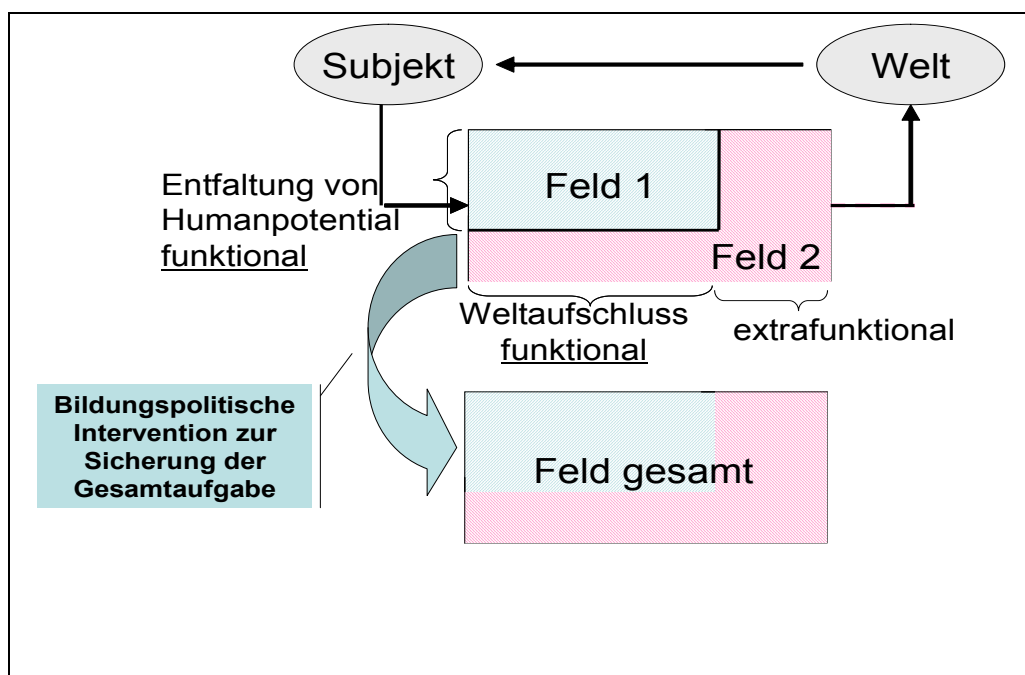 Subjekt
Welt
Entfaltung von
Humanpotential
funktional
Feld 1
Feld 2
Weltaufschluss
funktional
extrafunktional
Bildungspolitische
Intervention zur
Sicherung der
Gesamtaufgabe
Feld gesamt